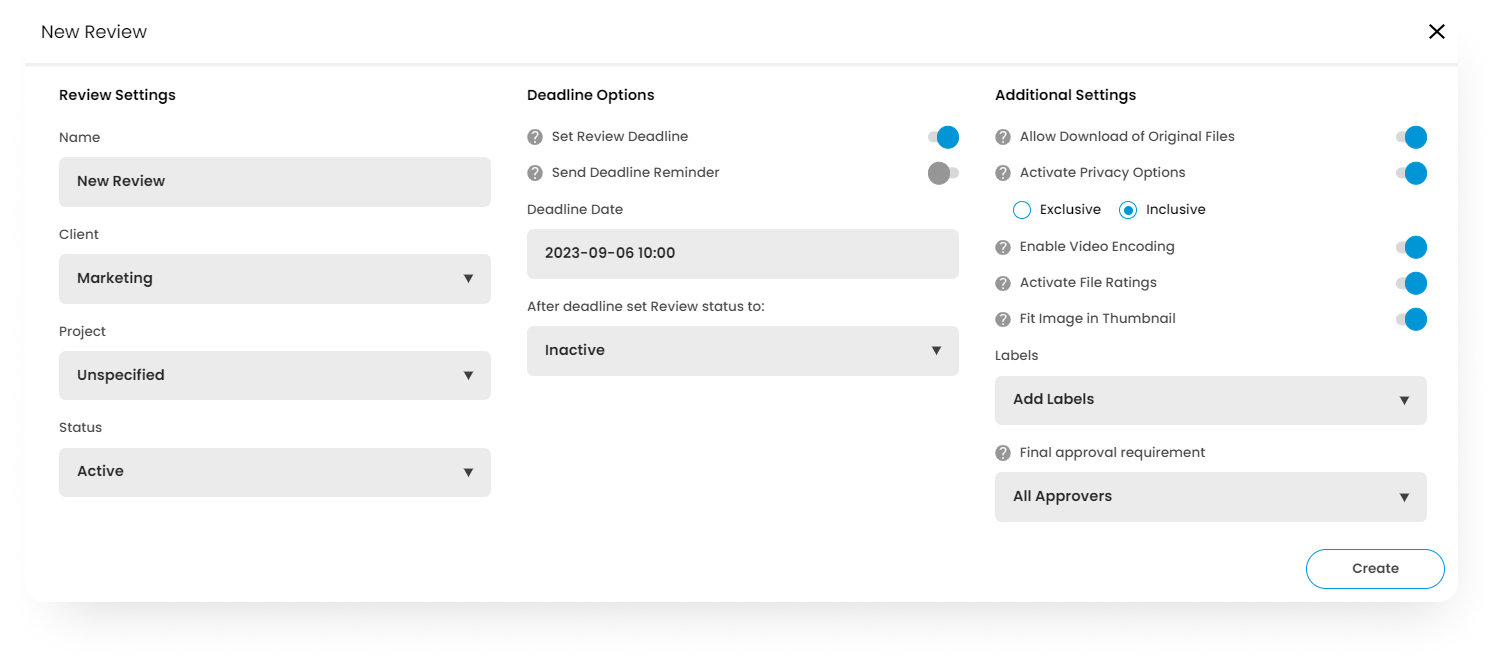 New Review
Review Settings
Name
New Review
Client
Marketing
Project
Unspecified
Status
Active
Deadline Options
Set Review Deadline
Send Deadline Reminder
Deadline Date
2023-09-06 10:00
After deadline set Review status to:
Inactive
Additional Settings
Allow Download of Original Files
Activate Privacy Options
Exclusive Inclusive
Enable Video Encoding
Activate File Ratings
Fit Image in Thumbnail
Labels
Add Labels
Final approval requirement
All Approvers
Create